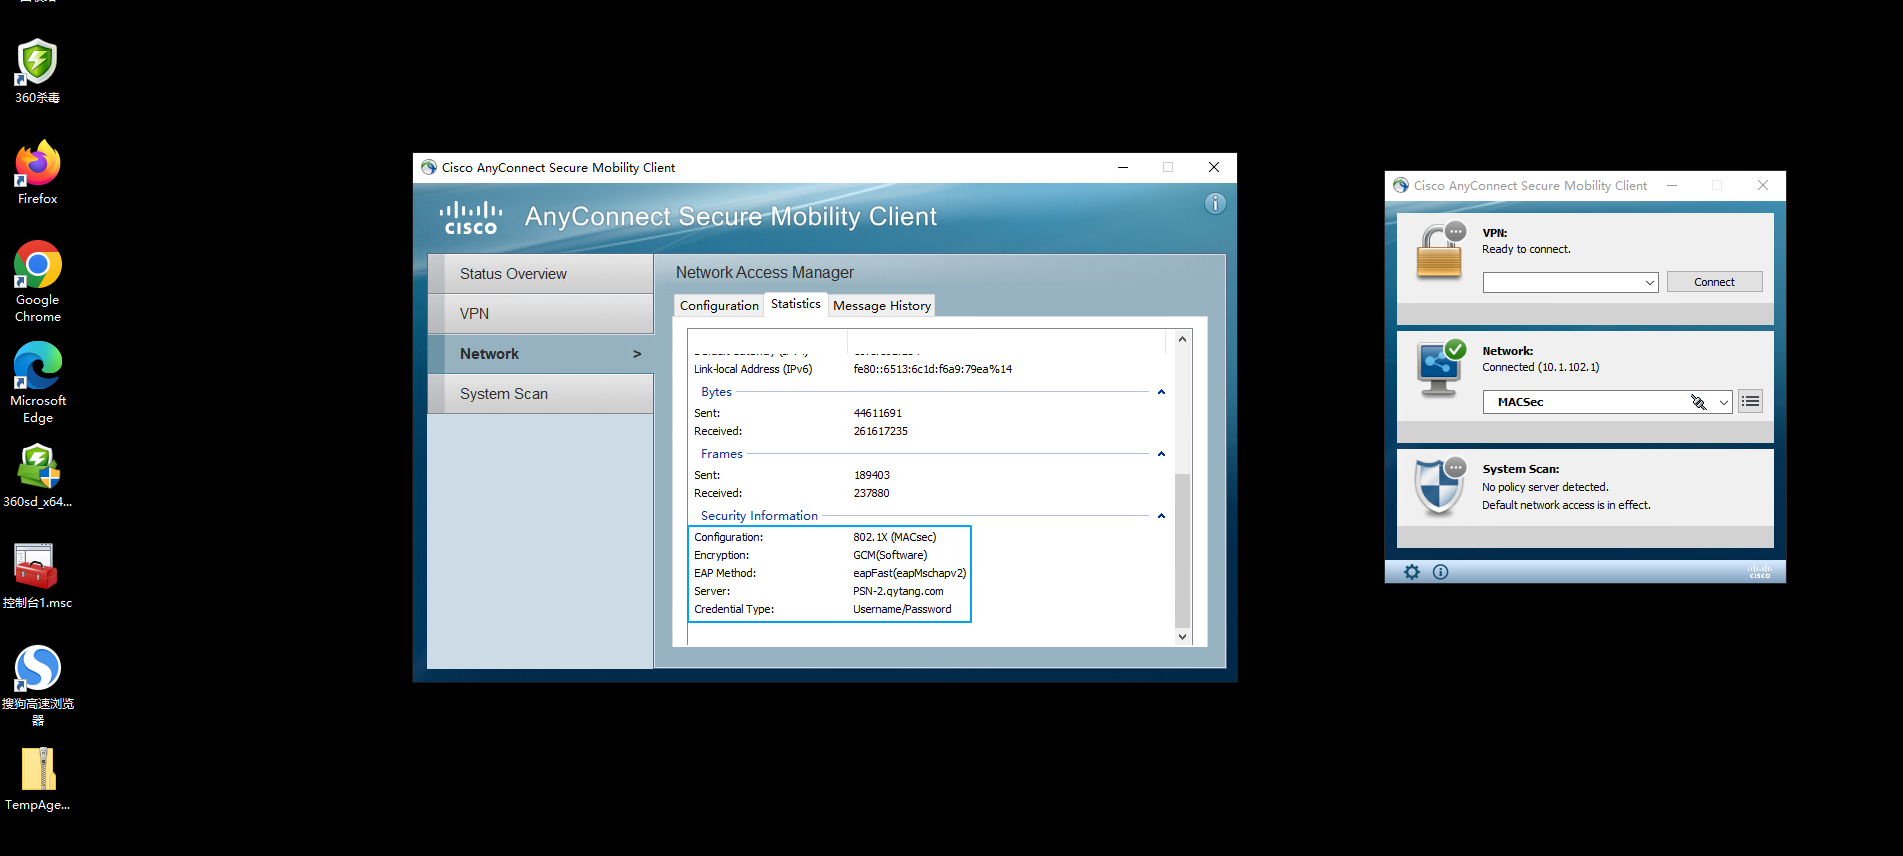 360杀毒
Firefox
Google
Chrome
Microsoft
Edge
360sd_x64...
控制台1.msc
搜狗高速浏览
器
TempAge...
Cisco AnyConnect Secure Mobility Client
CISCO
AnyConnect Secure Mobility Client
Status Overview
VPN
Network >
System Scan
Network Access Manager
Configuration Statistics Message History
Link-local Address (IPv6) fe80::6513:6c1d:f6a9:79ea%14
Bytes
Sent: 44611691
Received: 261617235
Frames
Sent: 189403
Received: 237880
Security Information
Configuration: 802.1X (MACsec)
Encryption: GCM(Software)
EAP Method: eapFast(eapMschapv2)
Server: PSN-2.qytang.com
Credential Type: Username/Password
Cisco AnyConnect Secure Mobility Client
VPN:
Ready to connect.
Connect
Network:
Connected (10.1.102.1)
MACSec
System Scan:
No policy server detected.
Default network access is in effect.
CISCO